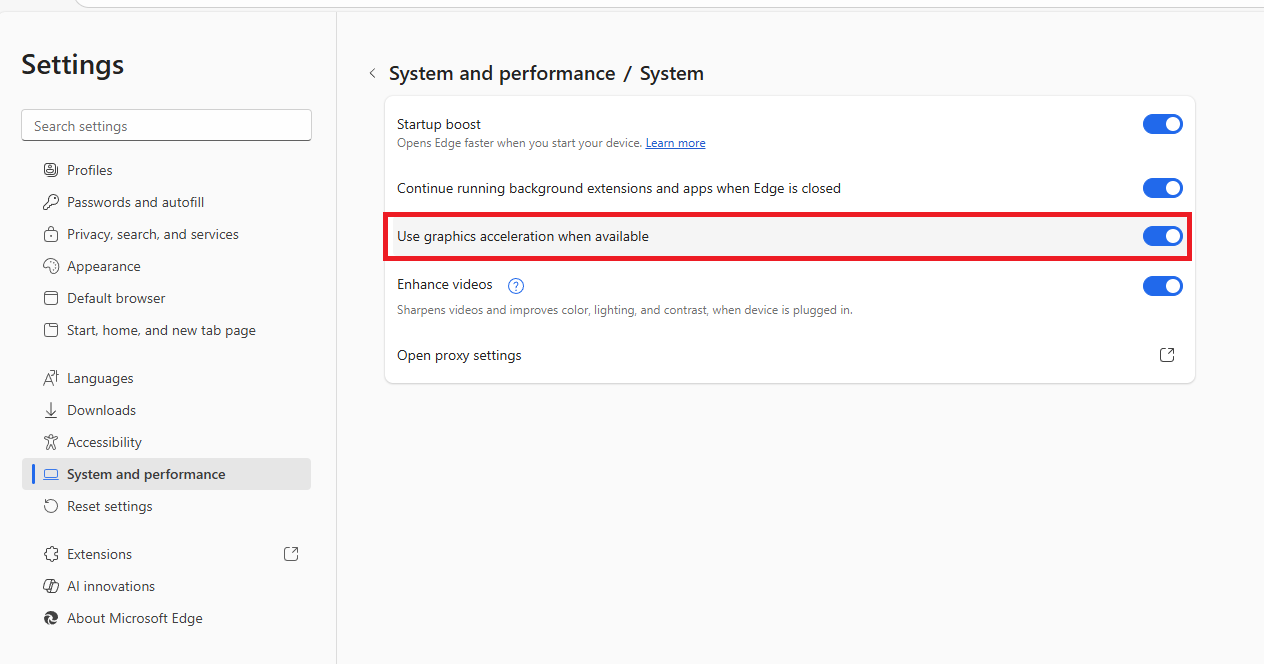 Settings
Search settings
Profiles
Passwords and autofill
Privacy, search, and services
Appearance
Default browser
Start, home, and new tab page
Languages
Downloads
Accessibility
System and performance
Reset settings
Extensions
AI innovations
About Microsoft Edge
System and performance / System
Startup boost
Opens Edge faster when you start your device. Learn more
Continue running background extensions and apps when Edge is closed
Use graphics acceleration when available
Enhance videos ?
Sharpens videos and improves color, lighting, and contrast, when device is plugged in.
Open proxy settings